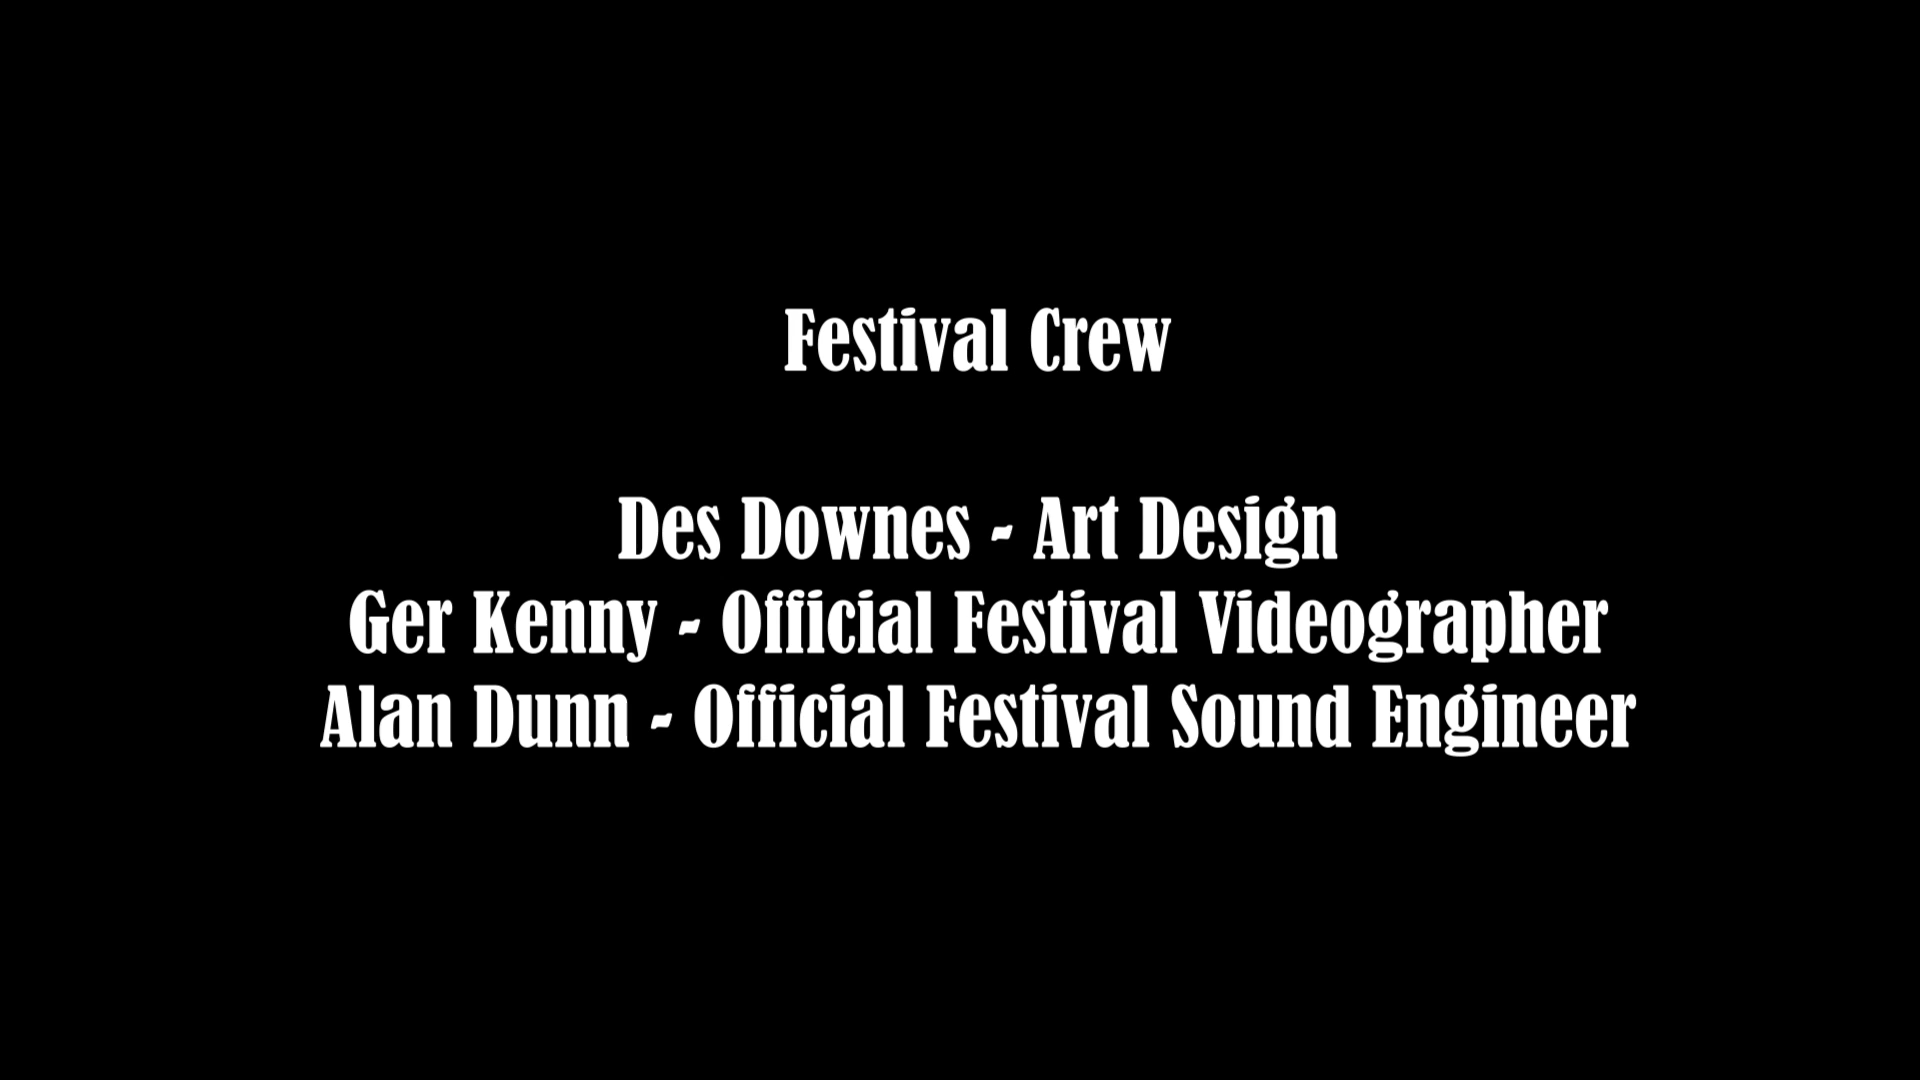 Festival Crew
Des Downes - Art Design
Ger Kenny - Official Festival Videographer
Alan Dunn - Official Festival Sound Engineer